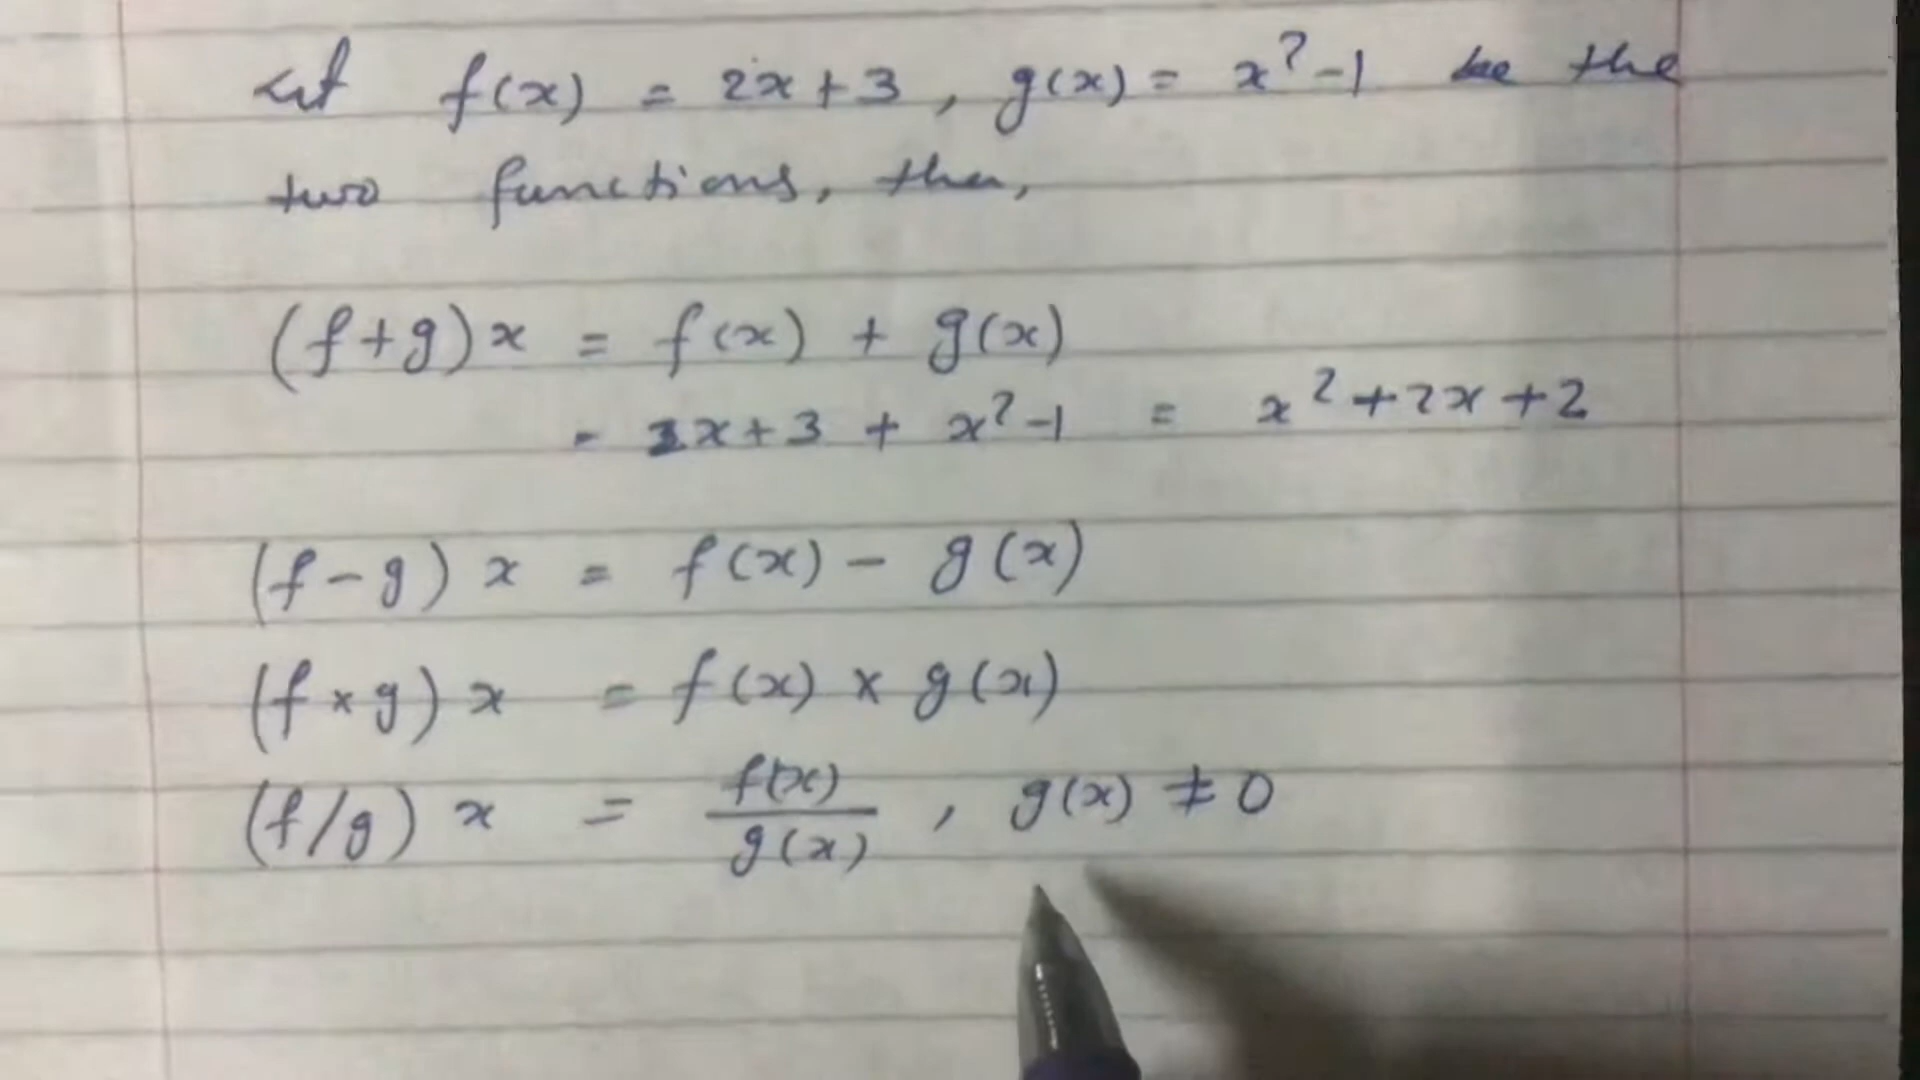 Let f(x) = 2x+3, g(x) = x²-1 be the
two functions, then,
(f+g)x = f(x) + g(x)
= 2x+3 + x²-1 = x²+2x+2
(f-g) x = f(x) - g(x)
(f×g) x = f(x) × g(x)
(f/g) x = f(x)/g(x), g(x) ≠ 0